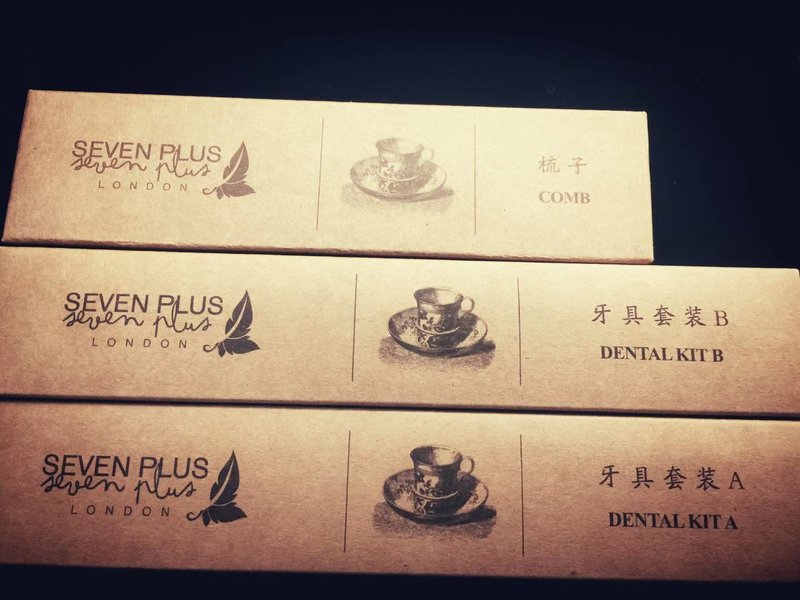 SEVEN PLUS
seven plus
LONDON
梳子
COMB
SEVEN PLUS
seven plus
LONDON
牙具套装B
DENTAL KIT B
SEVEN PLUS
seven plus
LONDON
牙具套装A
DENTAL KIT A